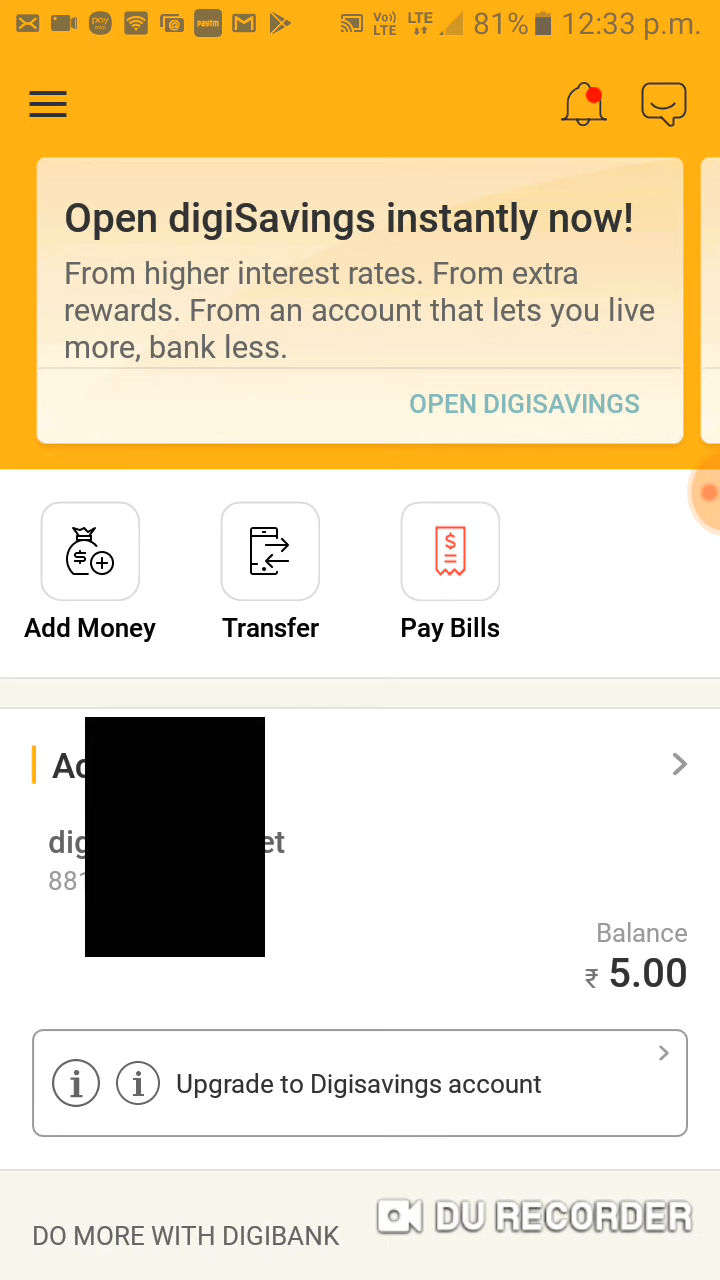 Vo)) LTE LTE 81% 12:33 p.m.
Open digiSavings instantly now!
From higher interest rates. From extra
rewards. From an account that lets you live
more, bank less.
OPEN DIGISAVINGS
Add Money Transfer Pay Bills
Balance
₹ 5.00
Upgrade to Digisavings account
DO MORE WITH DIGIBANK
DU RECORDER